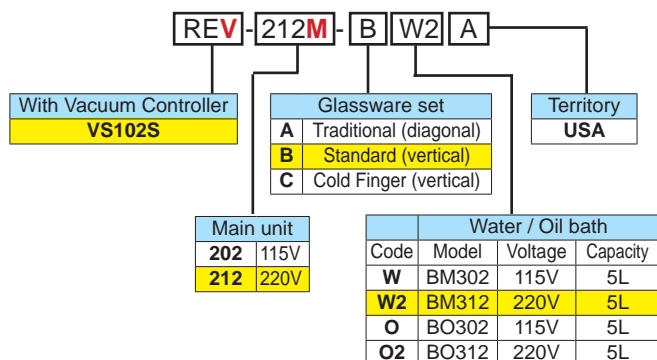 REV-212M-B W2 A
With Vacuum Controller
VS102S
Glassware set
A Traditional (diagonal)
B Standard (vertical)
C Cold Finger (vertical)
Territory
USA
Main unit
202 115V
212 220V
Water / Oil bath
Code Model Voltage Capacity
W BM302 115V 5L
W2 BM312 220V 5L
O BO302 115V 5L
O2 BO312 220V 5L